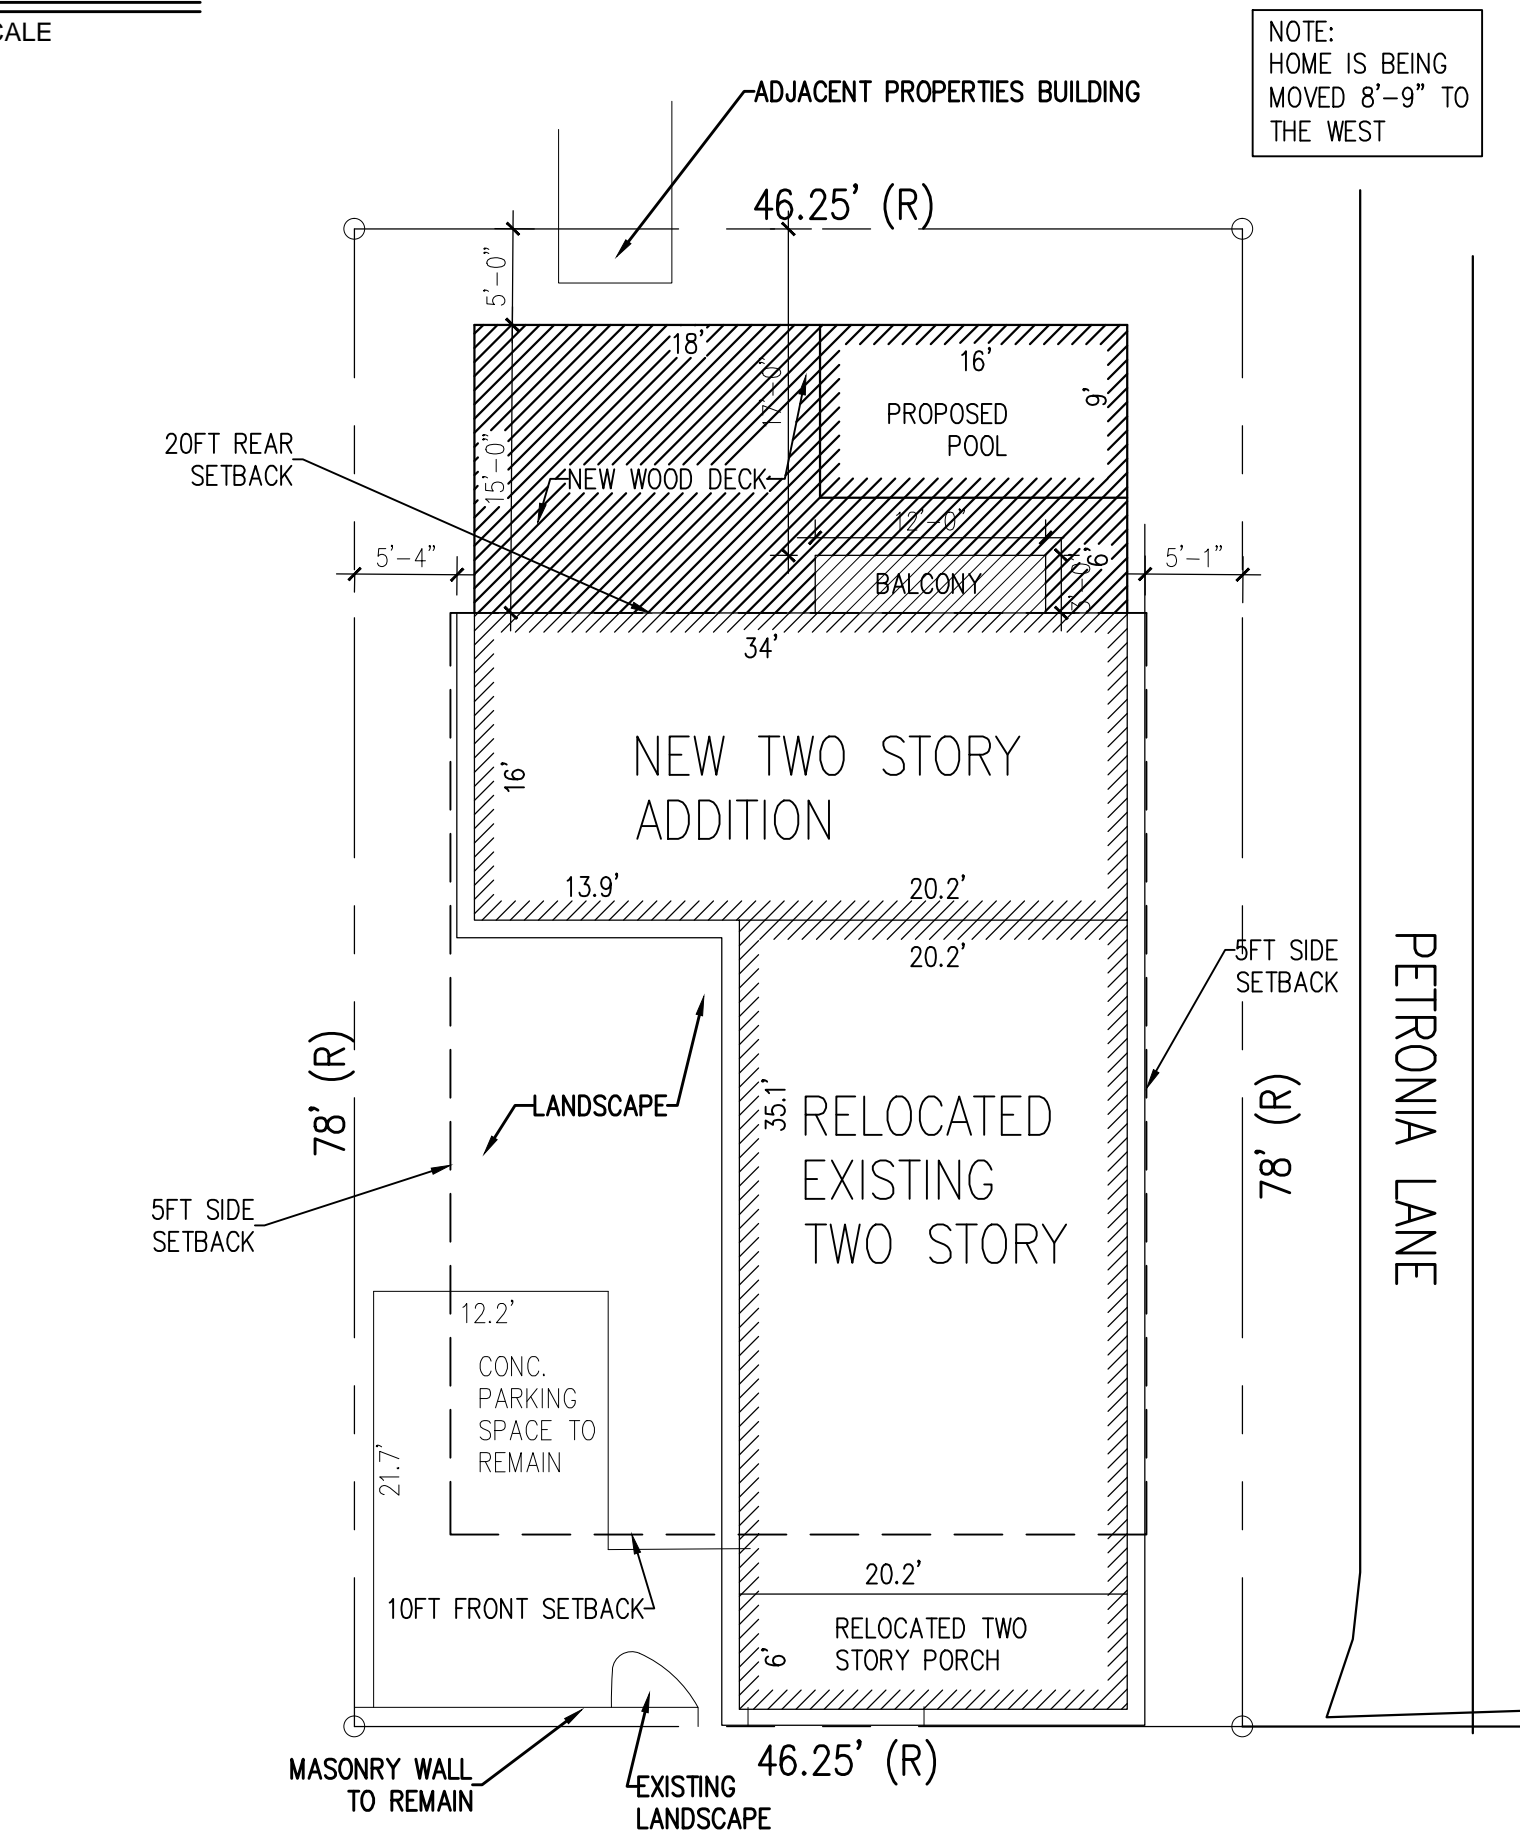 CALE
NOTE:
HOME IS BEING
MOVED 8'-9" TO
THE WEST
ADJACENT PROPERTIES BUILDING
46.25' (R)
5'-0"
18'
17'-0"
16'
9'
PROPOSED
POOL
20FT REAR
SETBACK
15'-0"
NEW WOOD DECK
12'-0"
5'-4"
BALCONY
3'-0"
6'
5'-1"
34'
NEW TWO STORY
ADDITION
16'
13.9'
20.2'
20.2'
5FT SIDE
SETBACK
PETRONIA LANE
78' (R)
LANDSCAPE
35.1'
RELOCATED
EXISTING
TWO STORY
78' (R)
5FT SIDE
SETBACK
12.2'
CONC.
PARKING
SPACE TO
REMAIN
21.7'
20.2'
10FT FRONT SETBACK
RELOCATED TWO
STORY PORCH
6'
46.25' (R)
MASONRY WALL
TO REMAIN
EXISTING
LANDSCAPE